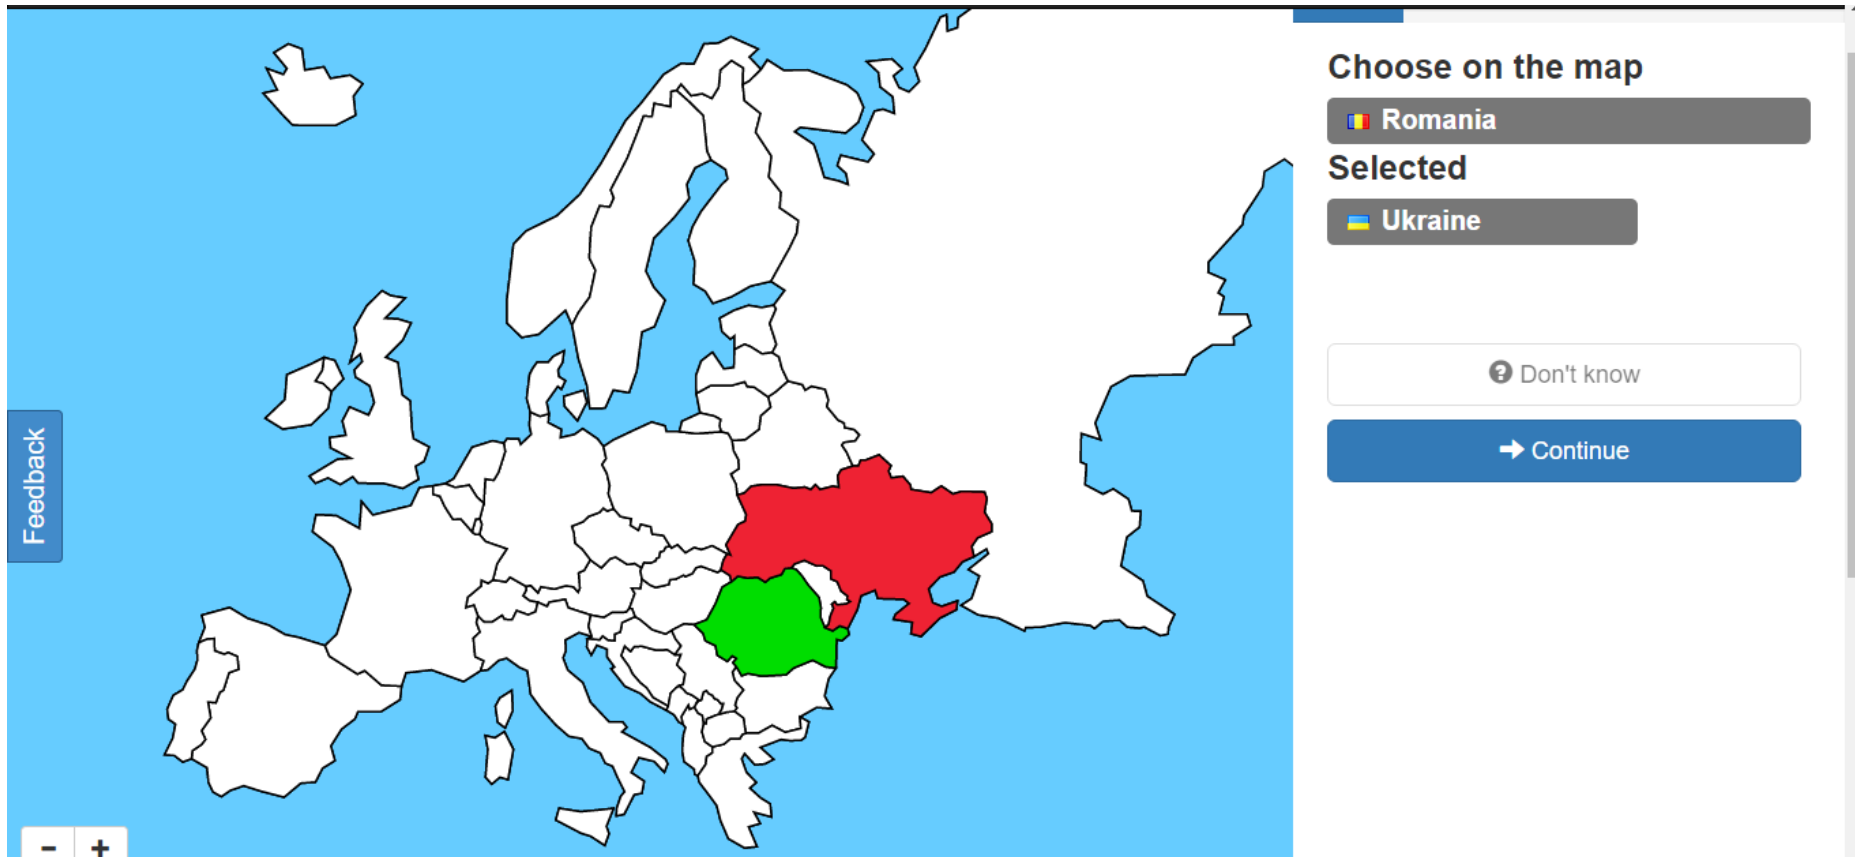 Choose on the map
Romania
Selected
Ukraine
Don't know
Continue
Feedback
- +